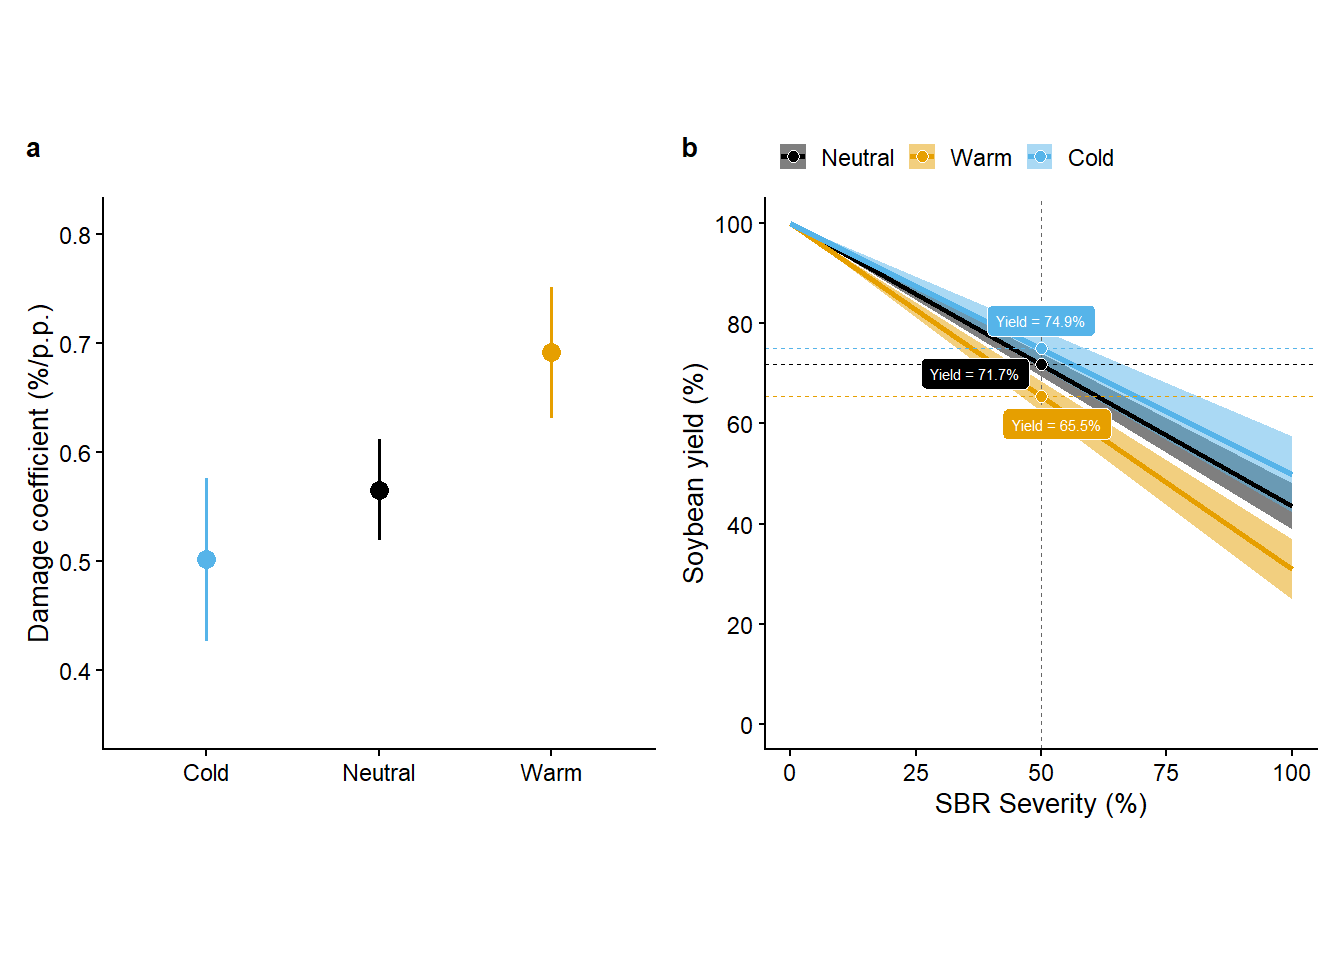 a
Damage coefficient (%/p.p.)
0.8
0.7
0.6
0.5
0.4
Cold Neutral Warm
b
Neutral Warm Cold
Soybean yield (%)
100
80
60
40
20
0
Yield = 74.9%
Yield = 71.7%
Yield = 65.5%
0 25 50 75 100
SBR Severity (%)